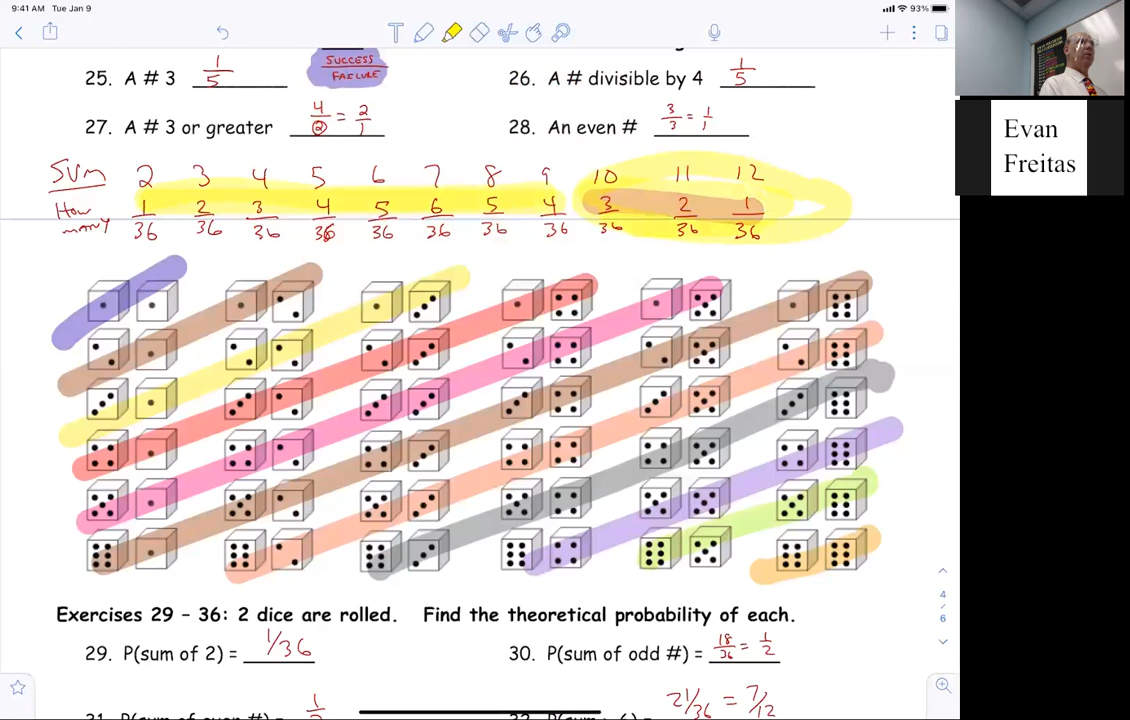 9:41 AM Tue Jan 9
93%
T
25. A # 3 1/5
SUCCESS
FAILURE
26. A # divisible by 4 1/5
27. A # 3 or greater 4/2 = 2/1
28. An even # 3/3 = 1/1
SUM 2 3 4 5 6 7 8 9 10 11 12
HOW MANY 1/36 2/36 3/36 4/36 5/36 6/36 5/36 4/36 3/36 2/36 1/36
Evan
Freitas
4
/
6
Exercises 29 - 36: 2 dice are rolled. Find the theoretical probability of each.
29. P(sum of 2) = 1/36
30. P(sum of odd #) = 18/36 = 1/2
21/36 = 7/12